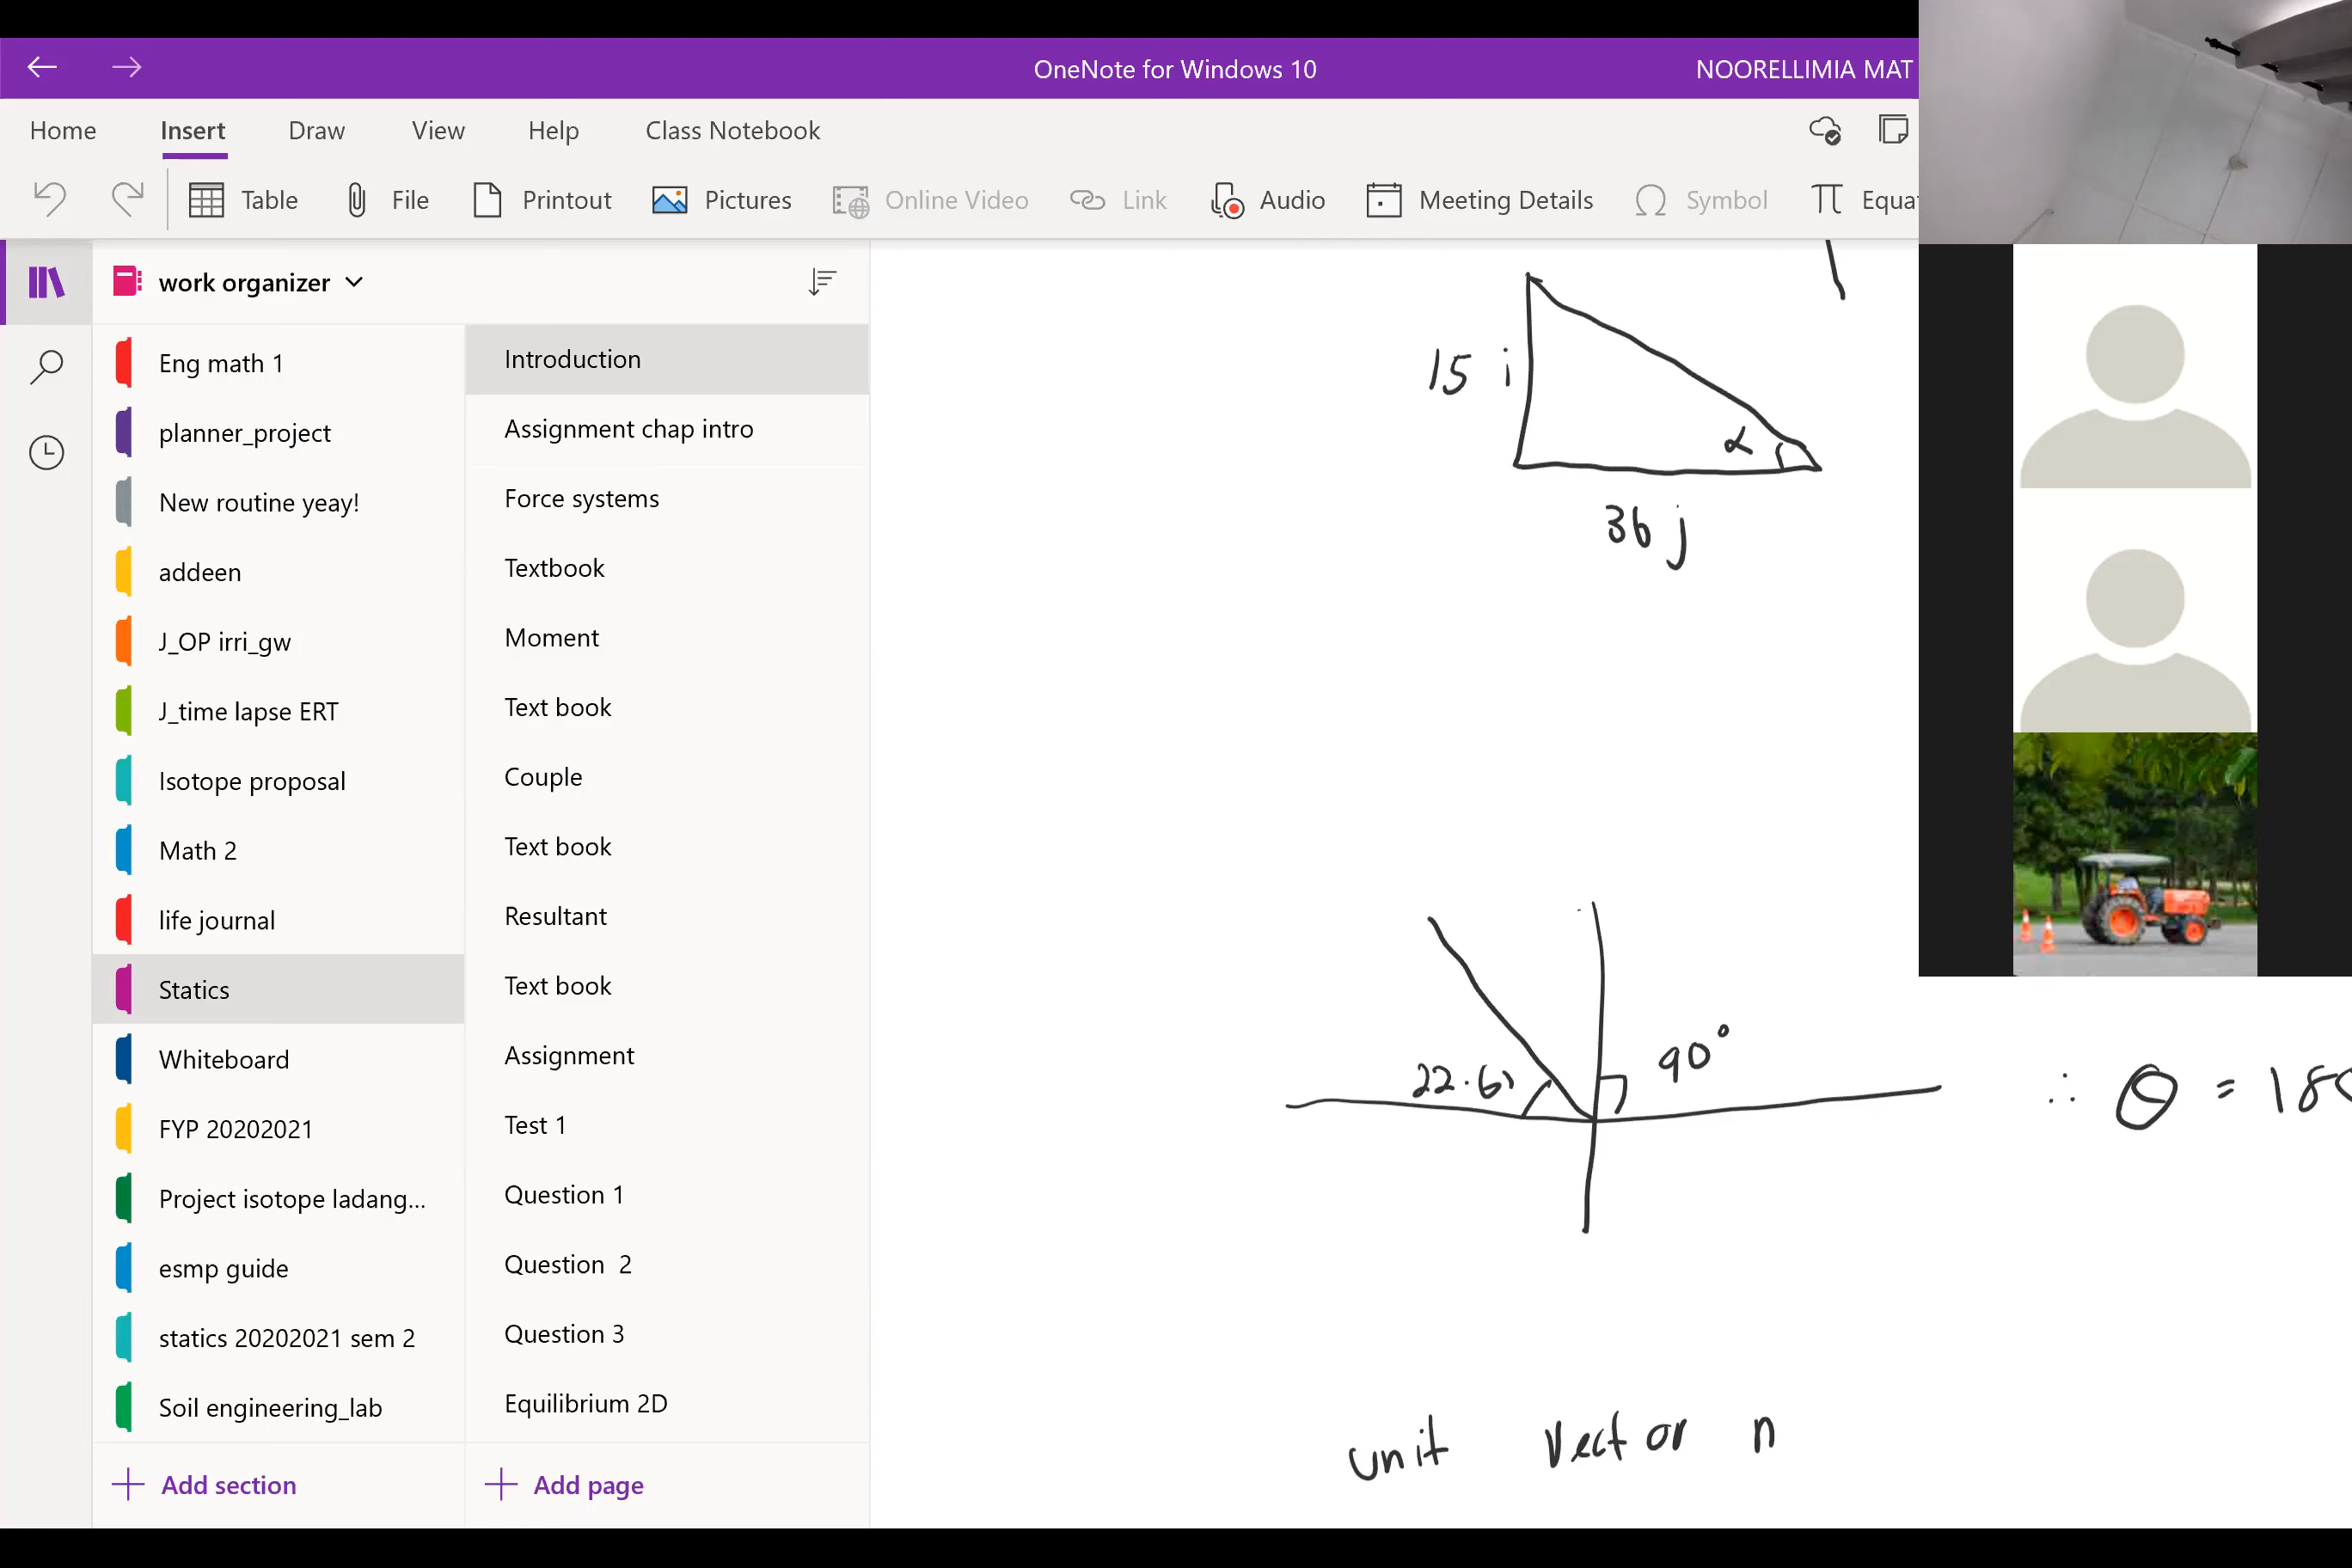 OneNote for Windows 10
NOORELLIMIA MAT
Home Insert Draw View Help Class Notebook
Table File Printout Pictures Online Video Link Audio Meeting Details Symbol
work organizer
Eng math 1
planner_project
New routine yeay!
addeen
J_OP irri_gw
J_time lapse ERT
Isotope proposal
Math 2
life journal
Statics
Whiteboard
FYP 20202021
Project isotope ladang...
esmp guide
statics 20202021 sem 2
Soil engineering_lab
Add section
Introduction
Assignment chap intro
Force systems
Textbook
Moment
Text book
Couple
Text book
Resultant
Text book
Assignment
Test 1
Question 1
Question 2
Question 3
Equilibrium 2D
Add page
15 i
α
36 j
90°
∴ θ = 18
unit vector n